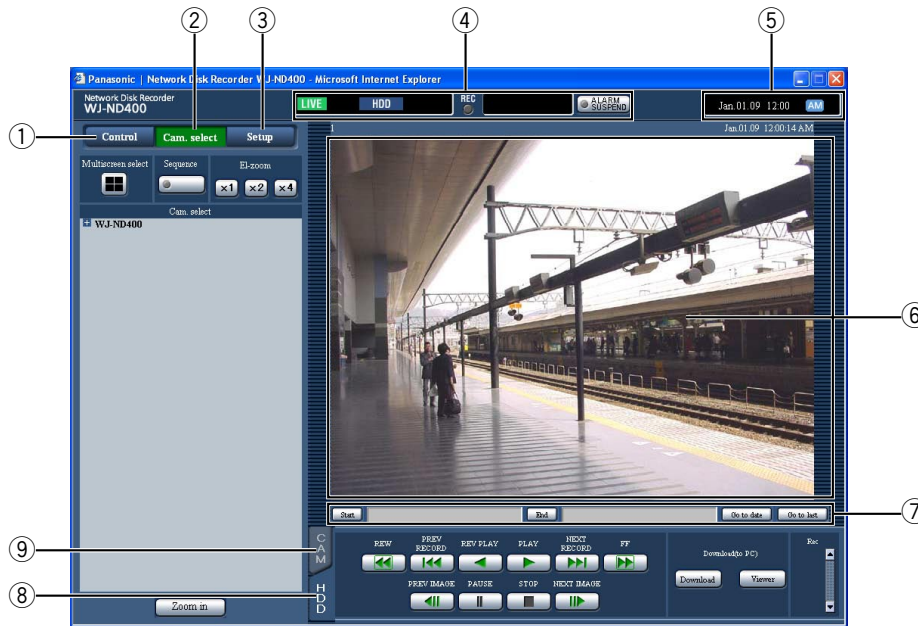 ② ③ ④ ⑤
Panasonic | Network Disk Recorder WJ-ND400 - Microsoft Internet Explorer
Network Disk Recorder
WJ-ND400
LIVE HDD REC ALARM SUSPEND
Jan.01.09 12:00 AM
①
Control Cam. select Setup
1 Jan.01.09 12:00:14 AM
Multiscreen select Sequence El-zoom
x1 x2 x4
Cam. select
WJ-ND400
⑥
Start End Go to date Go to last
⑦
⑨
CAM
REW PREV RECORD REV PLAY PLAY NEXT RECORD FF
Download(to PC)
Rec
Download Viewer
PREV IMAGE PAUSE STOP NEXT IMAGE
⑧
HDD
Zoom in